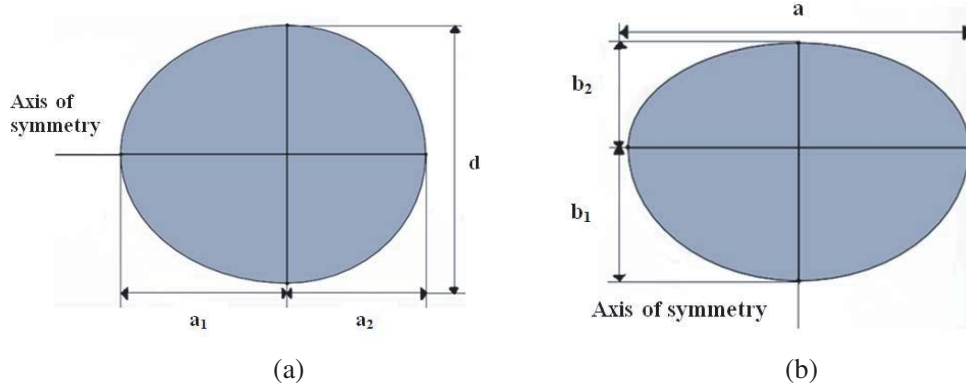 Axis of
symmetry
d
a1
a2
(a)
a
b2
b1
Axis of symmetry
(b)